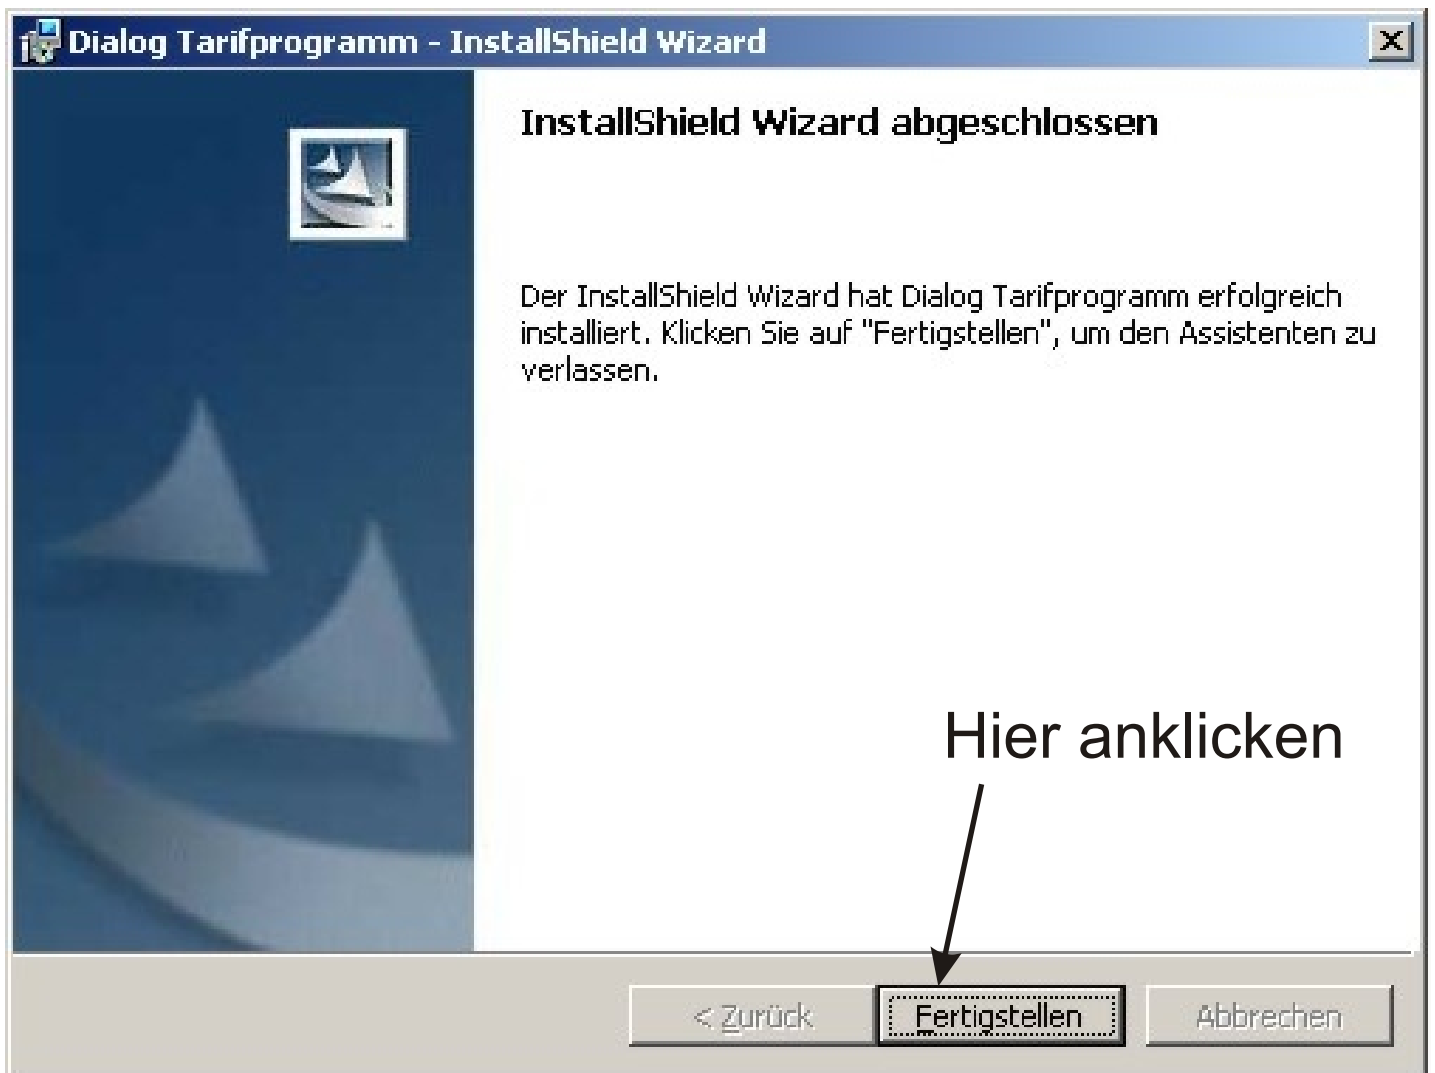 Dialog Tarifprogramm - InstallShield Wizard
InstallShield Wizard abgeschlossen
Der InstallShield Wizard hat Dialog Tarifprogramm erfolgreich
installiert. Klicken Sie auf "Fertigstellen", um den Assistenten zu
verlassen.
Hier anklicken
< Zurück
Fertigstellen
Abbrechen